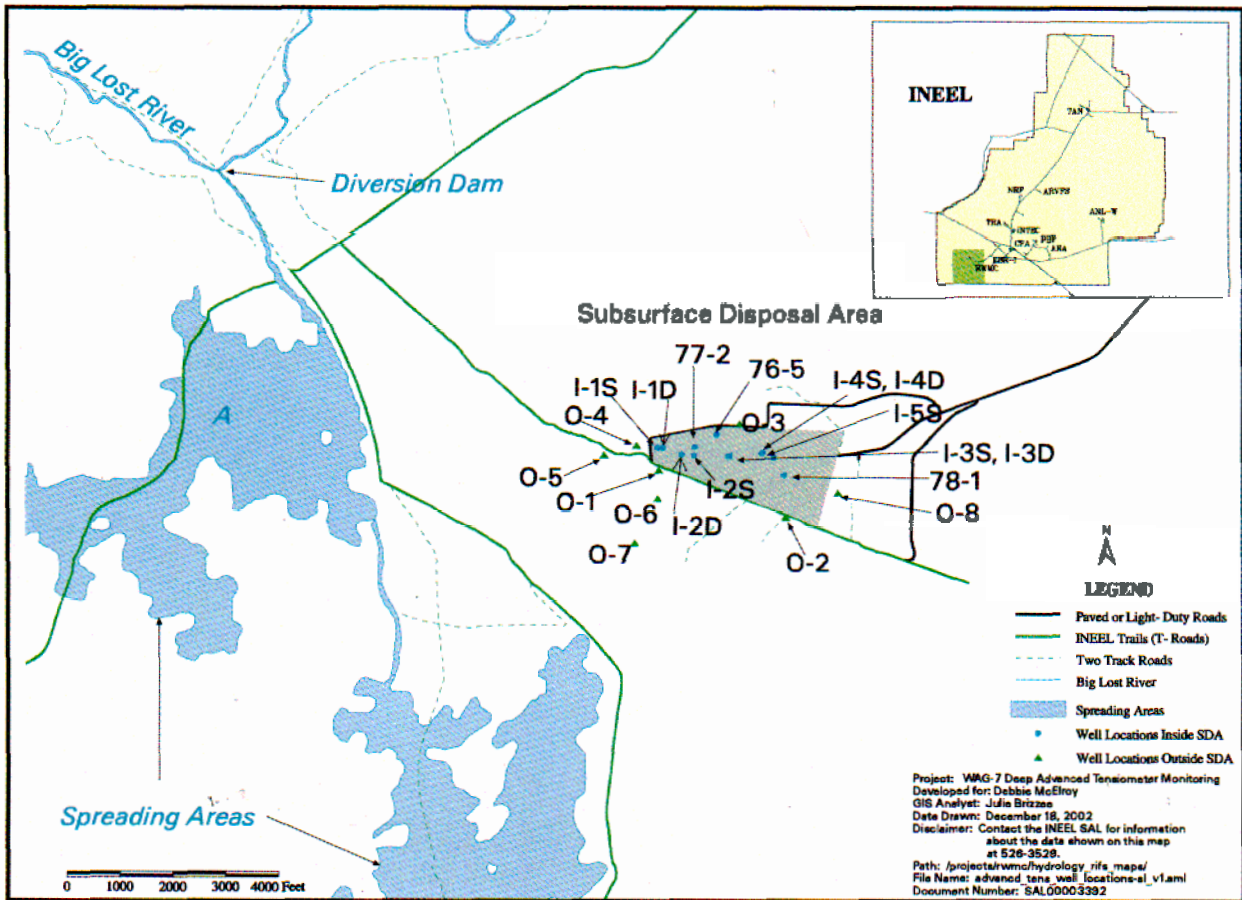 Big Lost River
Diversion Dam
INEEL
TAN
NRF
ARVFS
ANL-W
TRA
INTEC
CFA
PBF
ARA
EBR-I
RWMC
Subsurface Disposal Area
77-2
76-5
I-1S
I-1D
I-4S, I-4D
O-4
O-3
I-5S
I-3S, I-3D
O-5
O-1
I-2S
78-1
O-6
I-2D
O-8
O-7
O-2
A
Spreading Areas
0 1000 2000 3000 4000 Feet
N
LEGEND
Paved or Light- Duty Roads
INEEL Trails (T- Roads)
Two Track Roads
Big Lost River
Spreading Areas
Well Locations Inside SDA
Well Locations Outside SDA
Project: WAG-7 Deep Advanced Tensiometer Monitoring
Developed for: Debbie McElroy
GIS Analyst: Julie Brizzee
Date Drawn: December 18, 2002
Disclaimer: Contact the INEEL SAL for information
about the data shown on this map
at 526-3529.
Path: /projects/rwmc/hydrology_rifs_maps/
File Name: advancd_tens_well_locations-al_v1.aml
Document Number: SAL00003392